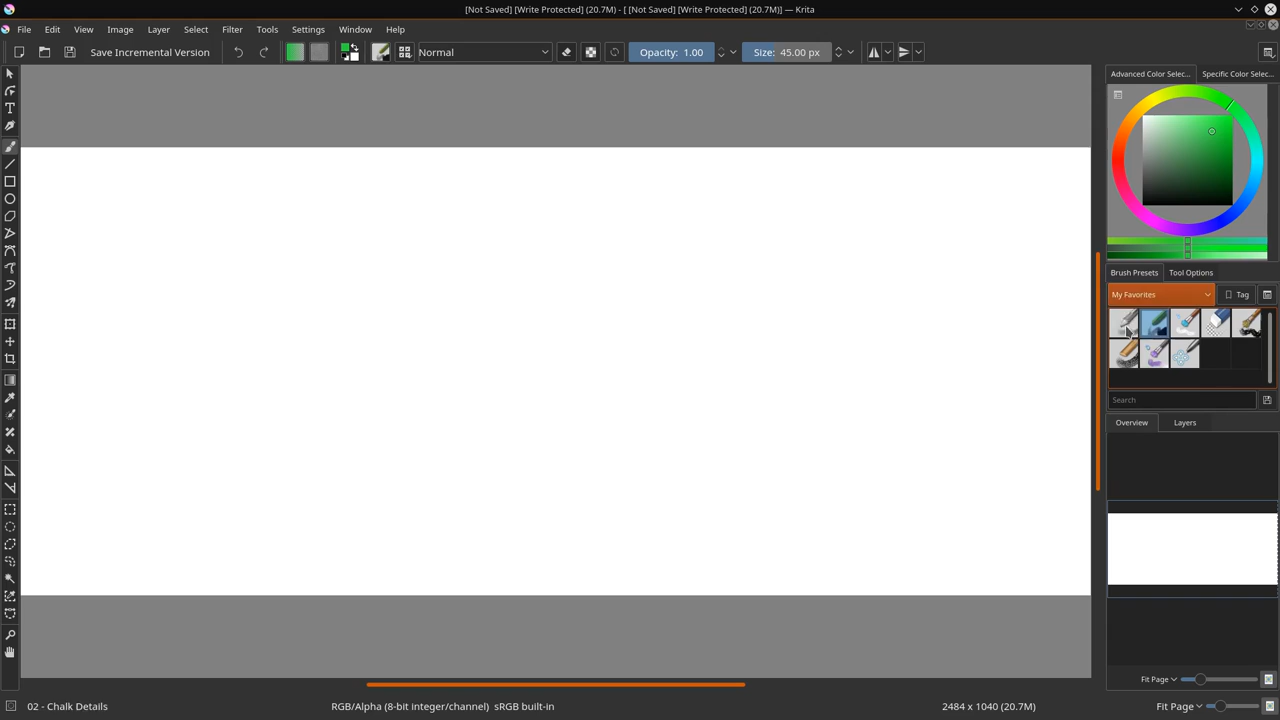 [Not Saved] [Write Protected] (20.7M) - [ [Not Saved] [Write Protected] (20.7M)] — Krita
File Edit View Image Layer Select Filter Tools Settings Window Help
Save Incremental Version Normal Opacity: 1.00 Size: 45.00 px
Advanced Color Selec... Specific Color Selec...
Brush Presets Tool Options
My Favorites Tag
Search
Overview Layers
Fit Page
02 - Chalk Details RGB/Alpha (8-bit integer/channel) sRGB built-in 2484 x 1040 (20.7M) Fit Page